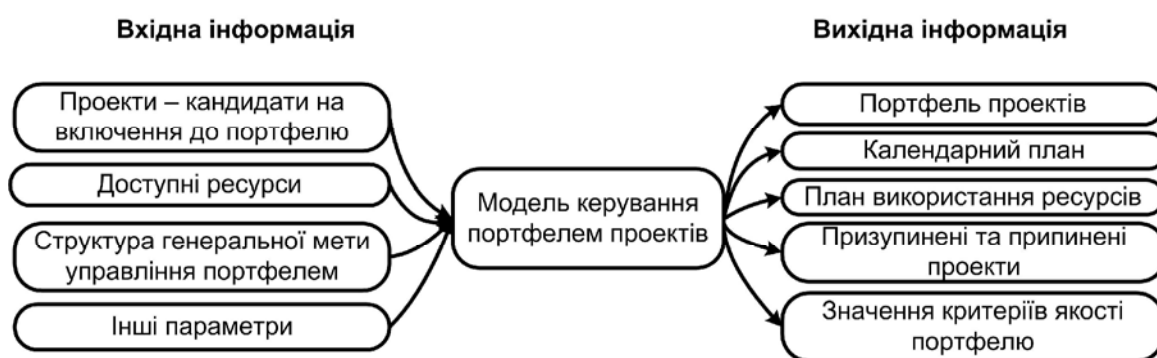 Вхідна інформація
Проекти – кандидати на
включення до портфелю
Доступні ресурси
Структура генеральної мети
управління портфелем
Інші параметри
Модель керування
портфелем проектів
Вихідна інформація
Портфель проектів
Календарний план
План використання ресурсів
Призупинені та припинені
проекти
Значення критеріїв якості
портфелю